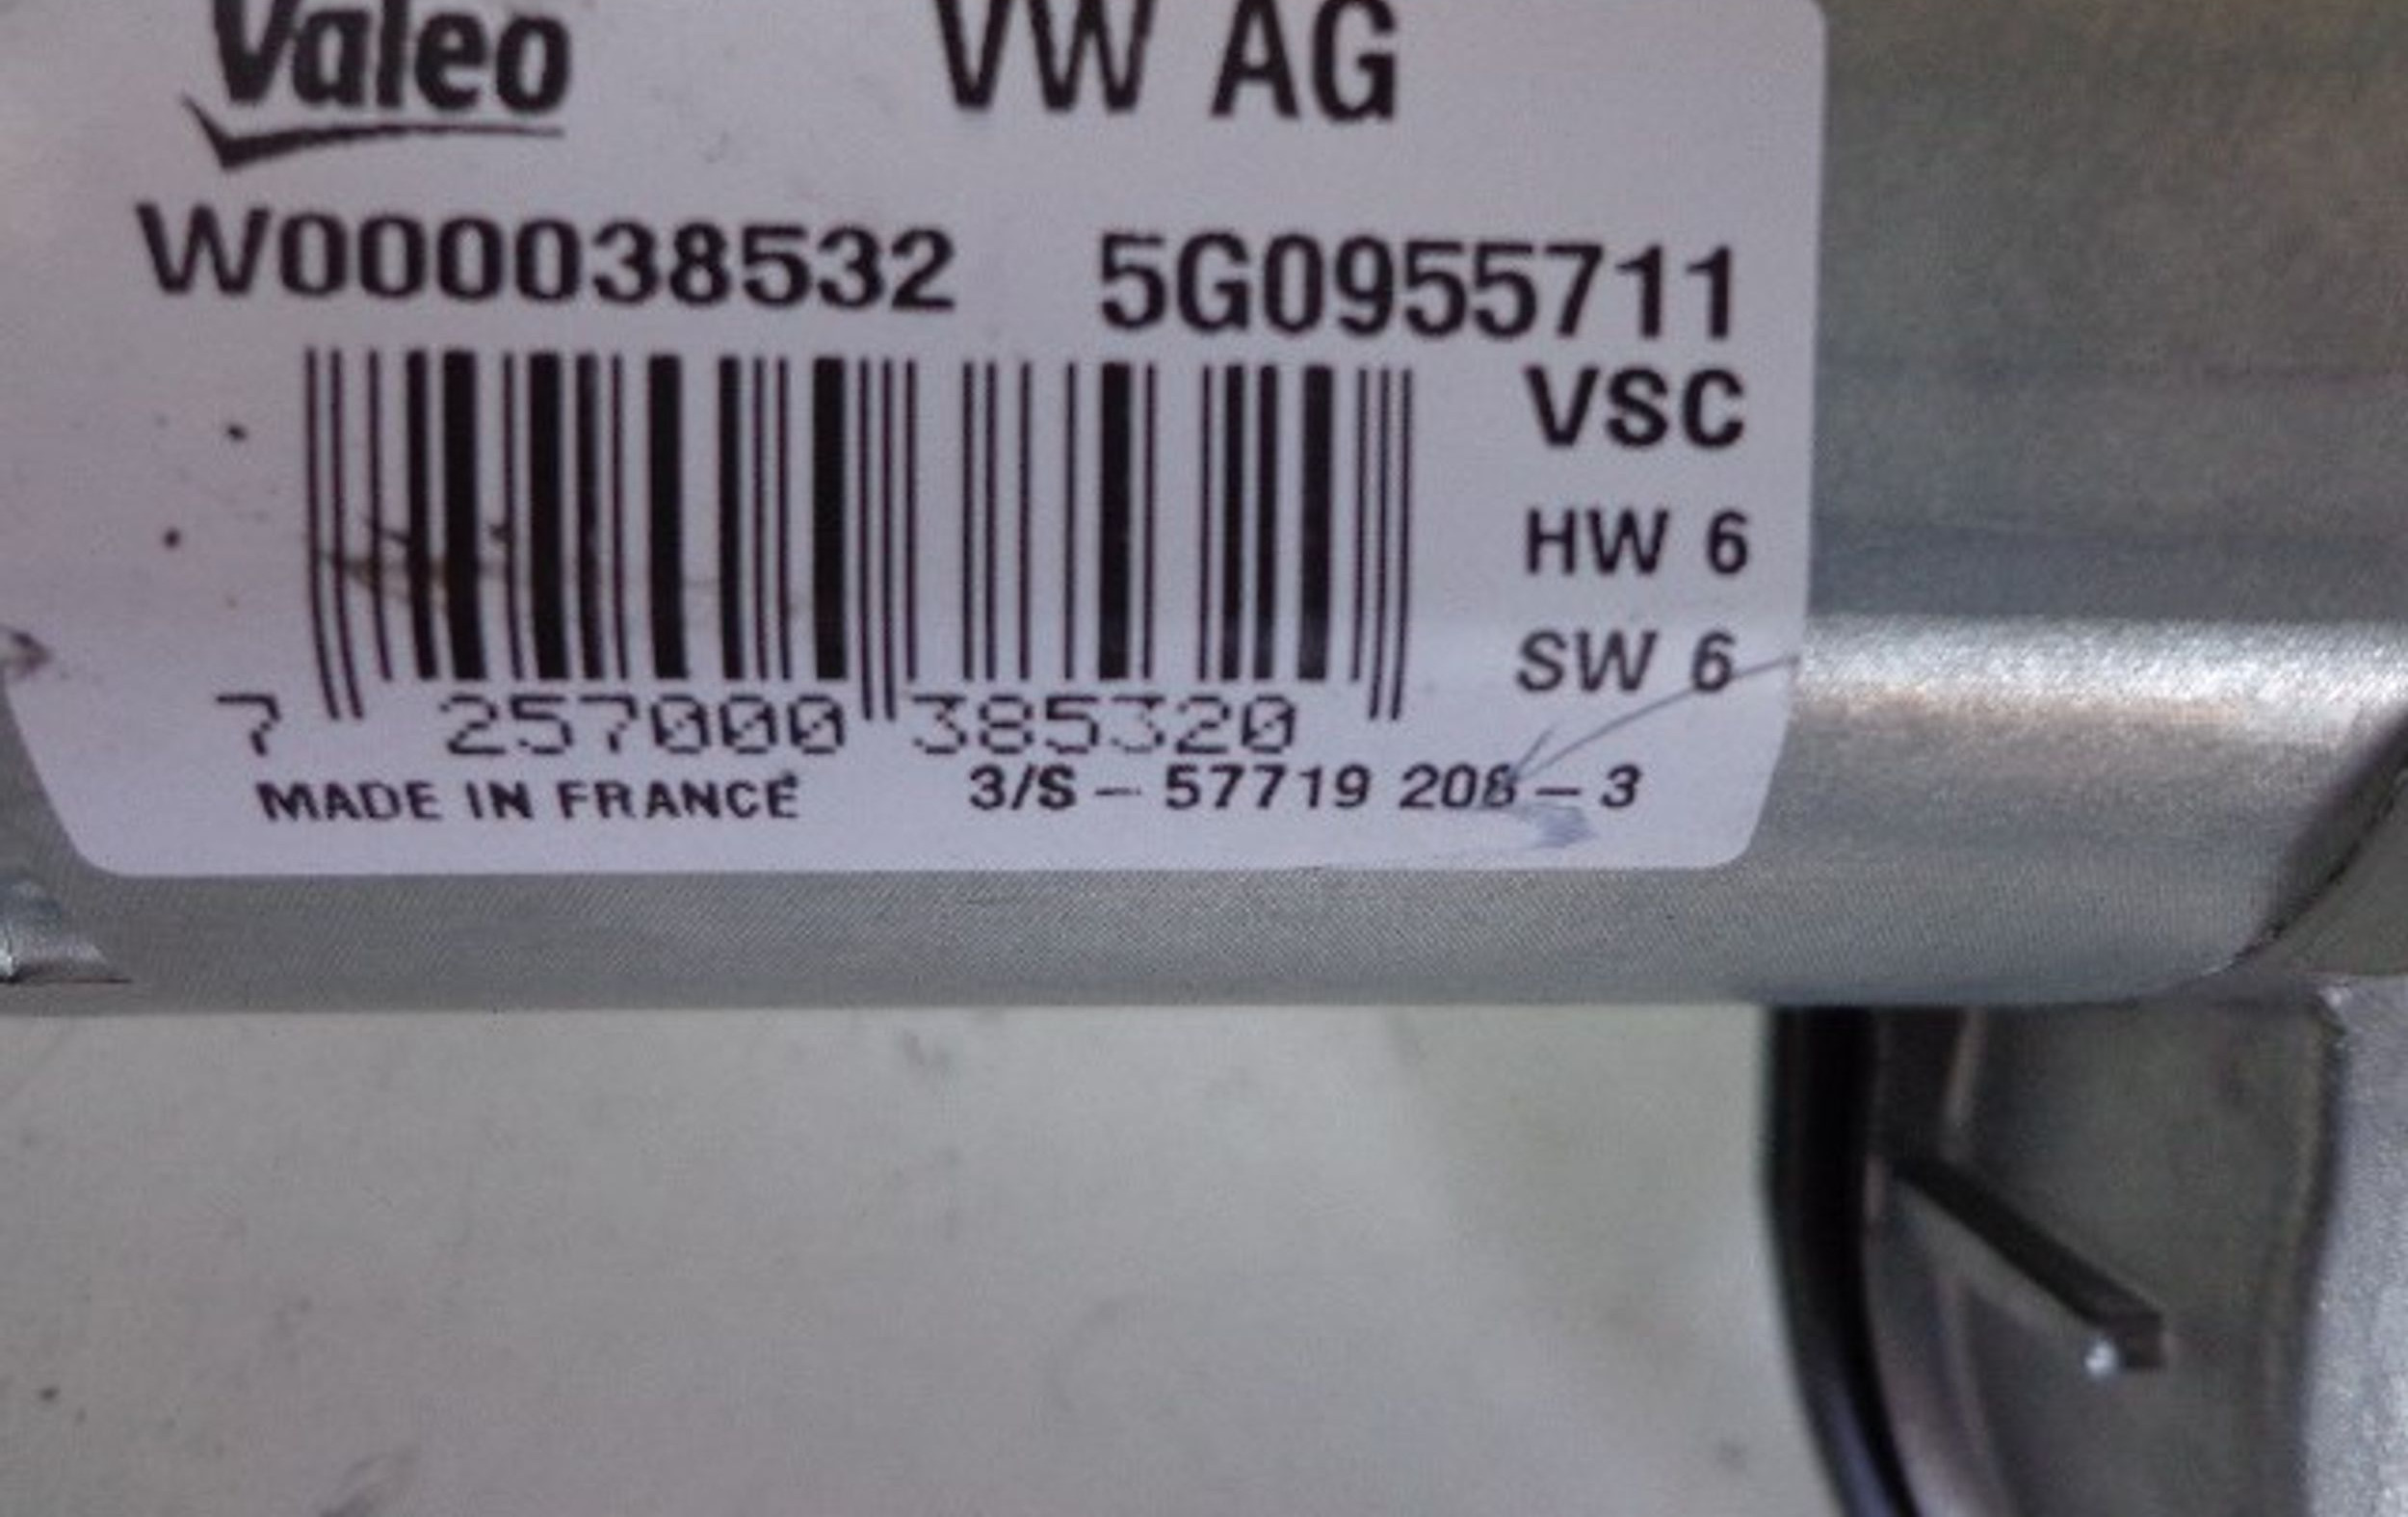 Valeo VW AG
W000038532 5G0955711
VSC
HW 6
SW 6
7 257000 385320
MADE IN FRANCE 3/S – 57719 208 – 3